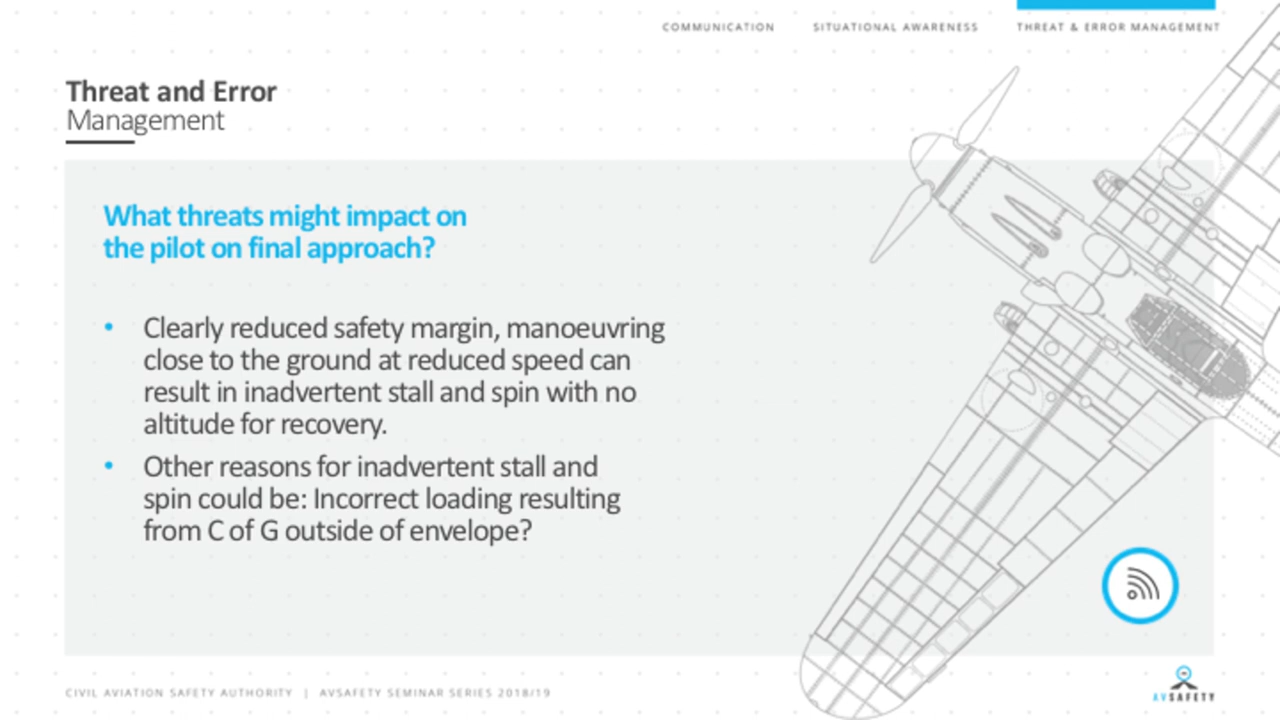 COMMUNICATION SITUATIONAL AWARENESS THREAT & ERROR MANAGEMENT
Threat and Error
Management
What threats might impact on
the pilot on final approach?
• Clearly reduced safety margin, manoeuvring
close to the ground at reduced speed can
result in inadvertent stall and spin with no
altitude for recovery.
• Other reasons for inadvertent stall and
spin could be: Incorrect loading resulting
from C of G outside of envelope?
CIVIL AVIATION SAFETY AUTHORITY | AVSAFETY SEMINAR SERIES 2018/19
AVSAFETY